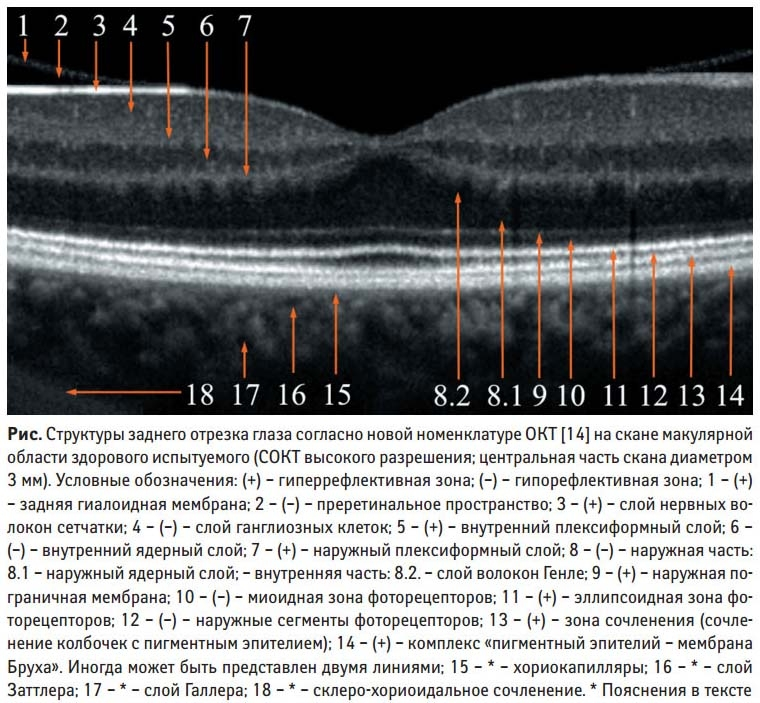 1 2 3 4 5 6 7
18 17 16 15 8.2 8.1 9 10 11 12 13 14
Рис. Структуры заднего отрезка глаза согласно новой номенклатуре ОКТ [14] на скане макулярной
области здорового испытуемого (СОКТ высокого разрешения; центральная часть скана диаметром
3 мм). Условные обозначения: (+) – гиперрефлективная зона; (–) – гипорефлективная зона; 1 – (+)
– задняя гиалоидная мембрана; 2 – (–) – преретинальное пространство; 3 – (+) – слой нервных во-
локон сетчатки; 4 – (–) – слой ганглиозных клеток; 5 – (+) – внутренний плексиформный слой; 6 –
(–) – внутренний ядерный слой; 7 – (+) – наружный плексиформный слой; 8 – (–) – наружная часть:
8.1 – наружный ядерный слой; – внутренняя часть: 8.2. – слой волокон Генле; 9 – (+) – наружная по-
граничная мембрана; 10 – (–) – миоидная зона фоторецепторов; 11 – (+) – эллипсоидная зона фо-
торецепторов; 12 – (–) – наружные сегменты фоторецепторов; 13 – (+) – зона сочленения (сочле-
нение колбочек с пигментным эпителием); 14 – (+) – комплекс «пигментный эпителий – мембрана
Бруха». Иногда может быть представлен двумя линиями; 15 – * – хориокапилляры; 16 – * – слой
Заттлера; 17 – * – слой Галлера; 18 – * – склеро-хориоидальное сочленение. * Пояснения в тексте